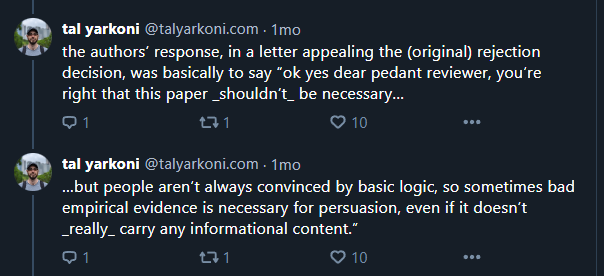 tal yarkoni @talyarkoni.com · 1mo
the authors’ response, in a letter appealing the (original) rejection
decision, was basically to say “ok yes dear pedant reviewer, you’re
right that this paper _shouldn’t_ be necessary...
1 1 10
tal yarkoni @talyarkoni.com · 1mo
...but people aren’t always convinced by basic logic, so sometimes bad
empirical evidence is necessary for persuasion, even if it doesn’t
_really_ carry any informational content.”
1 1 10